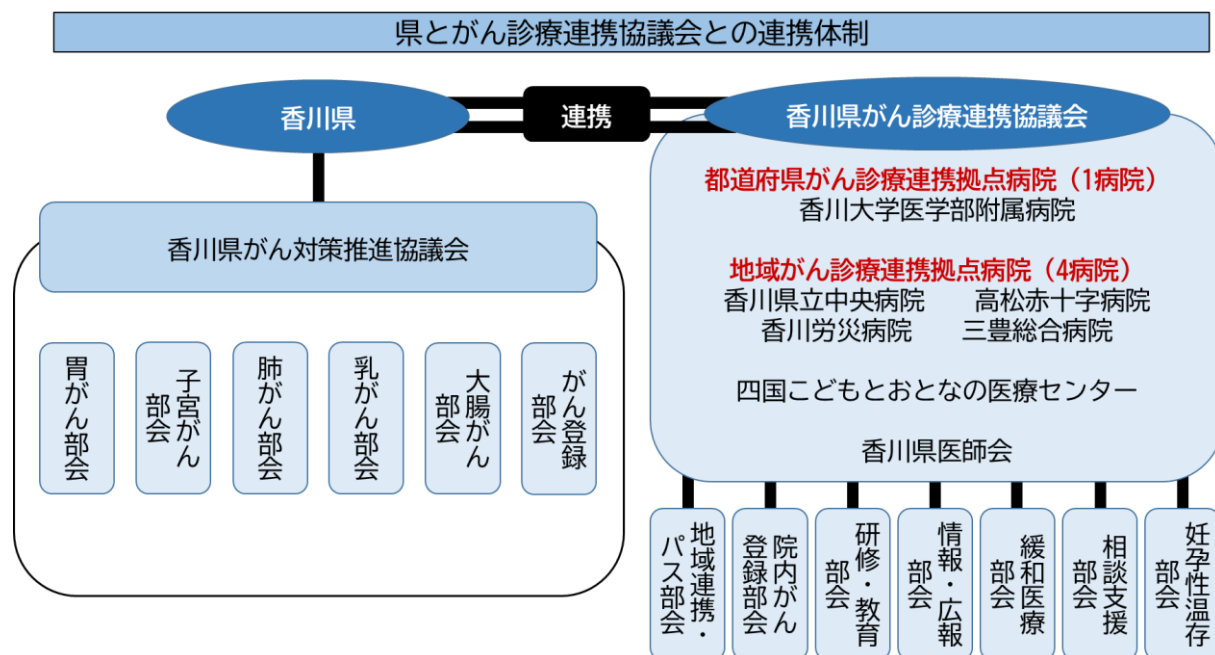 県とがん診療連携協議会との連携体制
香川県
連携
香川県がん診療連携協議会
香川県がん対策推進協議会
胃がん部会
子宮がん
部会
肺がん部会
乳がん部会
大腸がん
部会
がん登録
部会
都道府県がん診療連携拠点病院（1病院）
香川大学医学部附属病院
地域がん診療連携拠点病院（4病院）
香川県立中央病院　　高松赤十字病院
香川労災病院　　三豊総合病院
四国こどもとおとなの医療センター
香川県医師会
地域連携・
パス部会
院内がん
登録部会
研修・教育
部会
情報・広報
部会
緩和医療
部会
相談支援
部会
妊孕性温存
部会